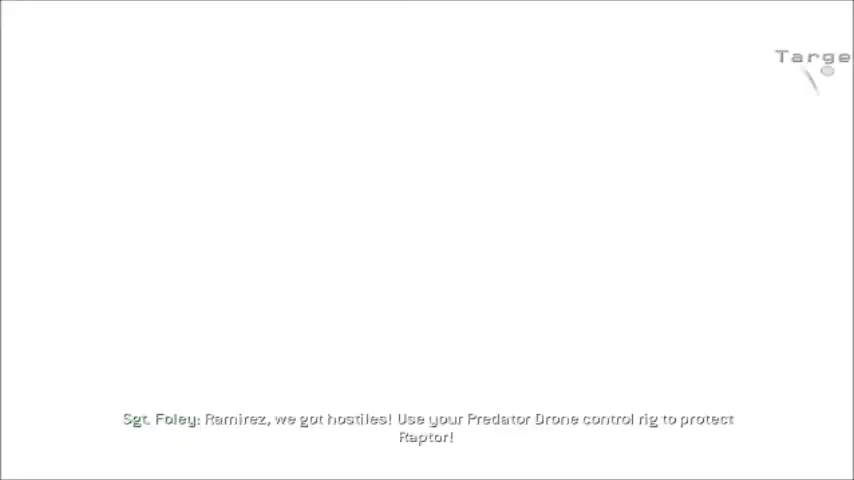 Targe
Sgt. Foley: Ramirez, we got hostiles! Use your Predator Drone control rig to protect
Raptor!